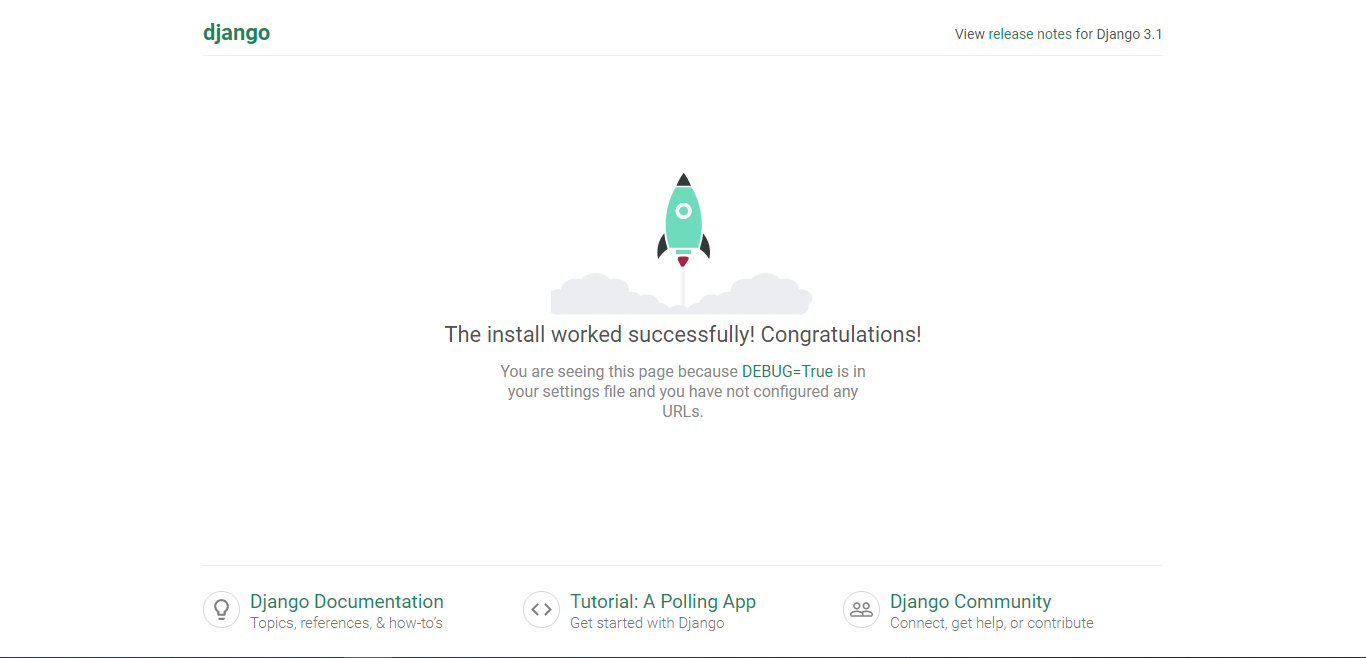 django
View release notes for Django 3.1
The install worked successfully! Congratulations!
You are seeing this page because DEBUG=True is in
your settings file and you have not configured any
URLs.
Django Documentation
Topics, references, & how-to’s
Tutorial: A Polling App
Get started with Django
Django Community
Connect, get help, or contribute